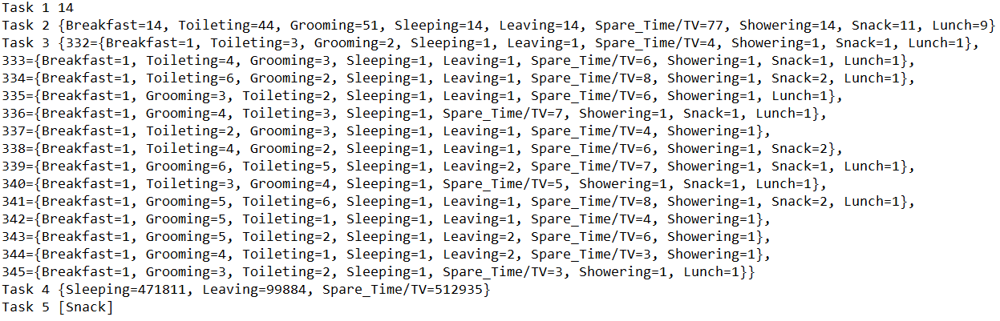 Task 1 14
Task 2 {Breakfast=14, Toileting=44, Grooming=51, Sleeping=14, Leaving=14, Spare_Time/TV=77, Showering=14, Snack=11, Lunch=9}
Task 3 {332={Breakfast=1, Toileting=3, Grooming=2, Sleeping=1, Leaving=1, Spare_Time/TV=4, Showering=1, Snack=1, Lunch=1},
333={Breakfast=1, Toileting=4, Grooming=3, Sleeping=1, Leaving=1, Spare_Time/TV=6, Showering=1, Snack=1, Lunch=1},
334={Breakfast=1, Toileting=6, Grooming=2, Sleeping=1, Leaving=1, Spare_Time/TV=8, Showering=1, Snack=2, Lunch=1},
335={Breakfast=1, Grooming=3, Toileting=2, Sleeping=1, Leaving=1, Spare_Time/TV=6, Showering=1, Lunch=1},
336={Breakfast=1, Grooming=4, Toileting=3, Sleeping=1, Spare_Time/TV=7, Showering=1, Snack=1, Lunch=1},
337={Breakfast=1, Toileting=2, Grooming=3, Sleeping=1, Leaving=1, Spare_Time/TV=4, Showering=1},
338={Breakfast=1, Toileting=4, Grooming=2, Sleeping=1, Leaving=1, Spare_Time/TV=6, Showering=1, Snack=2},
339={Breakfast=1, Grooming=6, Toileting=5, Sleeping=1, Leaving=2, Spare_Time/TV=7, Showering=1, Snack=1, Lunch=1},
340={Breakfast=1, Toileting=3, Grooming=4, Sleeping=1, Spare_Time/TV=5, Showering=1, Snack=1, Lunch=1},
341={Breakfast=1, Grooming=5, Toileting=6, Sleeping=1, Leaving=1, Spare_Time/TV=8, Showering=1, Snack=2, Lunch=1},
342={Breakfast=1, Grooming=5, Toileting=1, Sleeping=1, Leaving=1, Spare_Time/TV=4, Showering=1},
343={Breakfast=1, Grooming=5, Toileting=2, Sleeping=1, Leaving=2, Spare_Time/TV=6, Showering=1},
344={Breakfast=1, Grooming=4, Toileting=1, Sleeping=1, Leaving=2, Spare_Time/TV=3, Showering=1},
345={Breakfast=1, Grooming=3, Toileting=2, Sleeping=1, Spare_Time/TV=3, Showering=1, Lunch=1}}
Task 4 {Sleeping=471811, Leaving=99884, Spare_Time/TV=512935}
Task 5 [Snack]